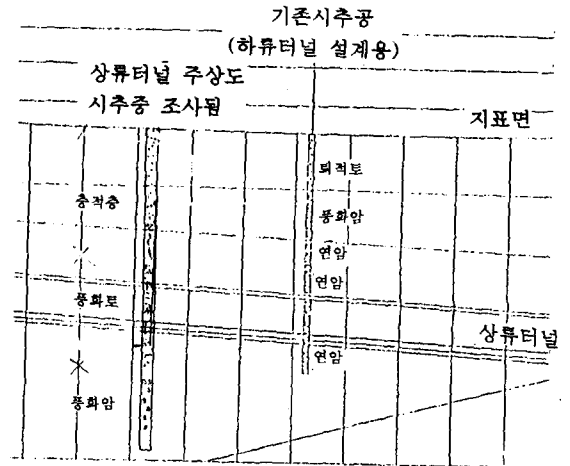 기존시추공
(하류터널 설계용)
상류터널 주상도
시추중 조사됨
지표면
퇴적토
충적층
풍화암
연암
연암
풍화토
상류터널
연암
풍화암